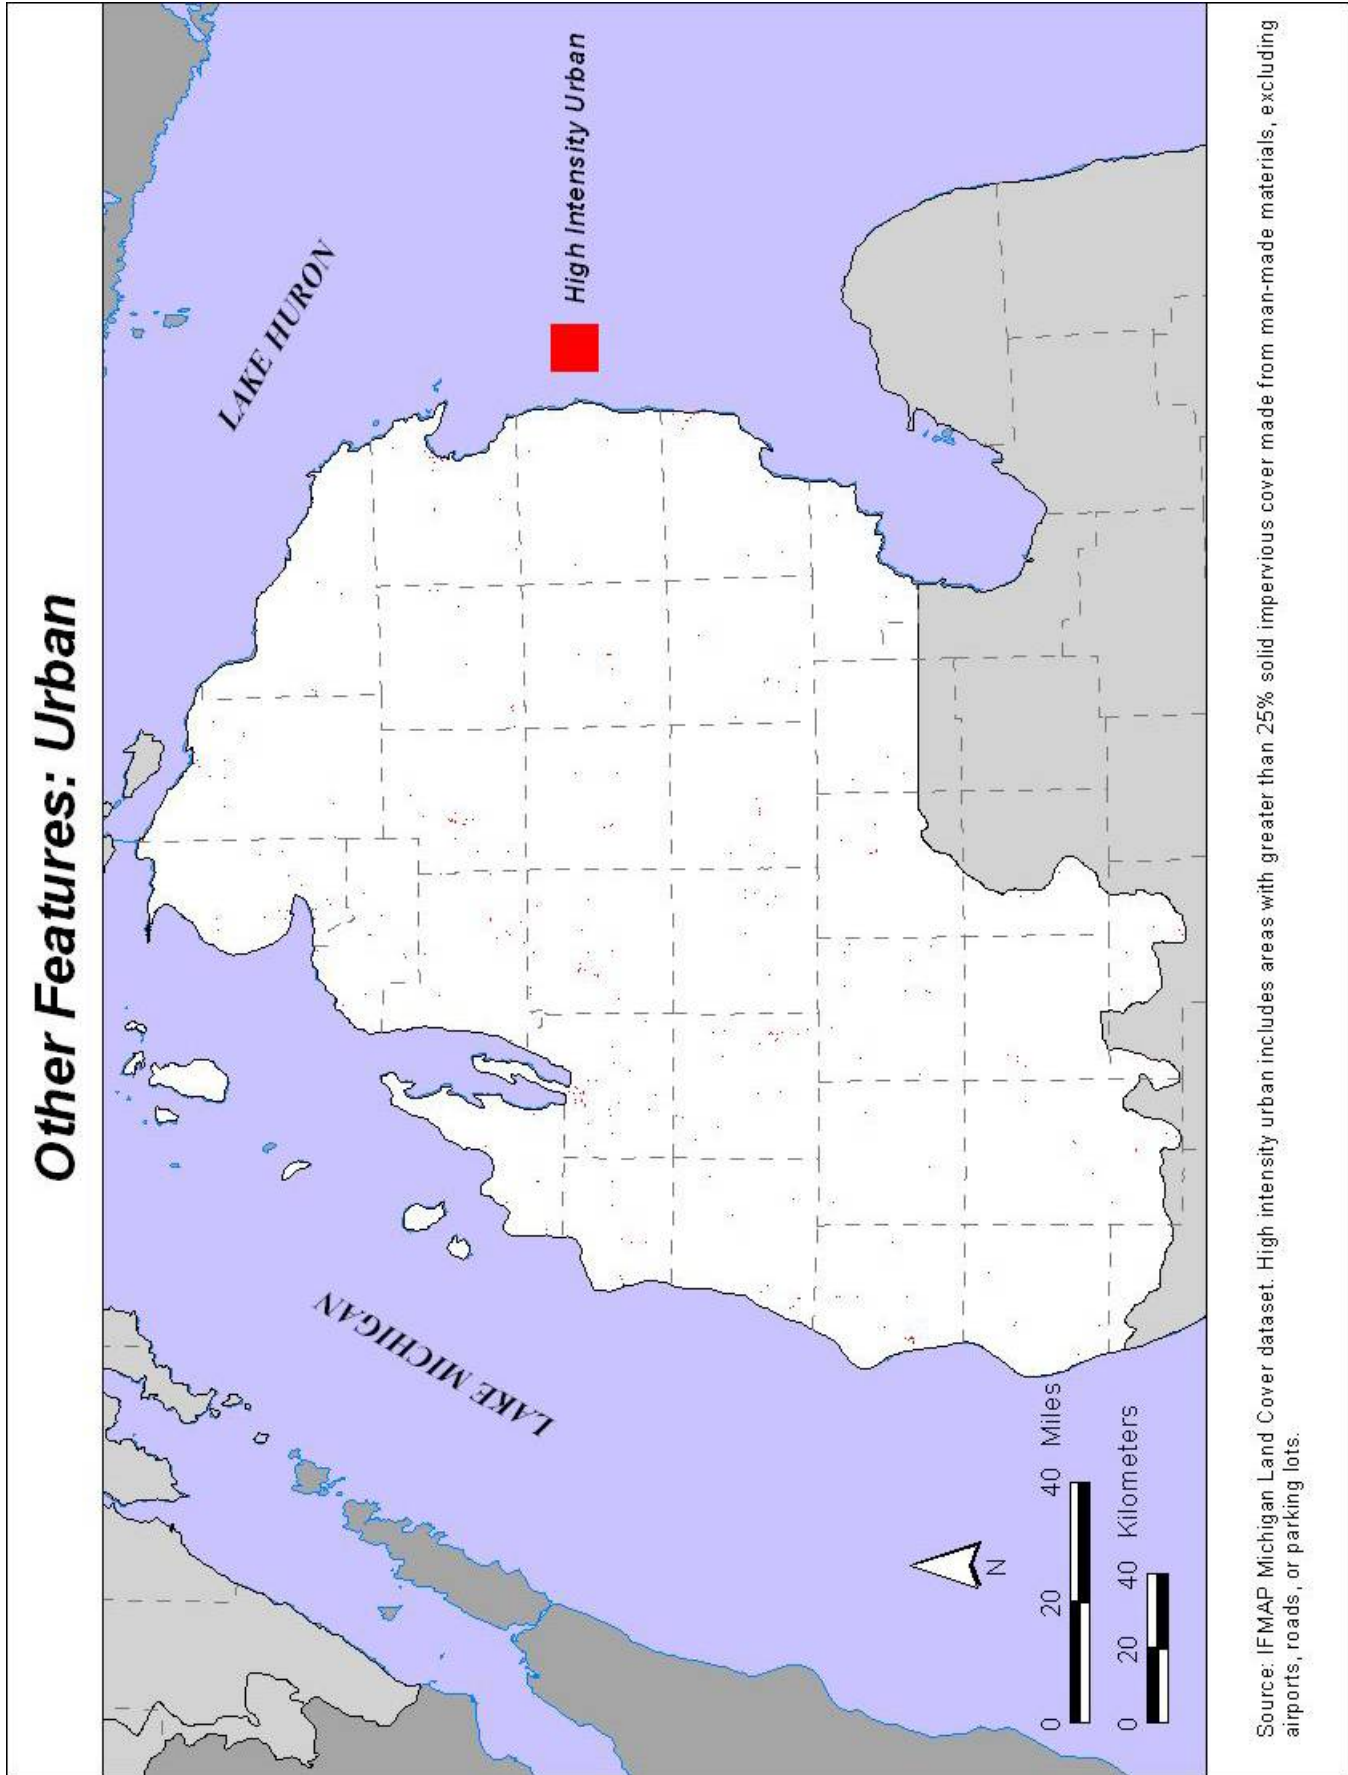 Other Features: Urban
LAKE HURON
High Intensity Urban
LAKE MICHIGAN
N
0 20 40 Miles
0 20 40 Kilometers
Source: IFMAP Michigan Land Cover dataset. High intensity urban includes areas with greater than 25% solid impervious cover made from man-made materials, excluding
airports, roads, or parking lots.